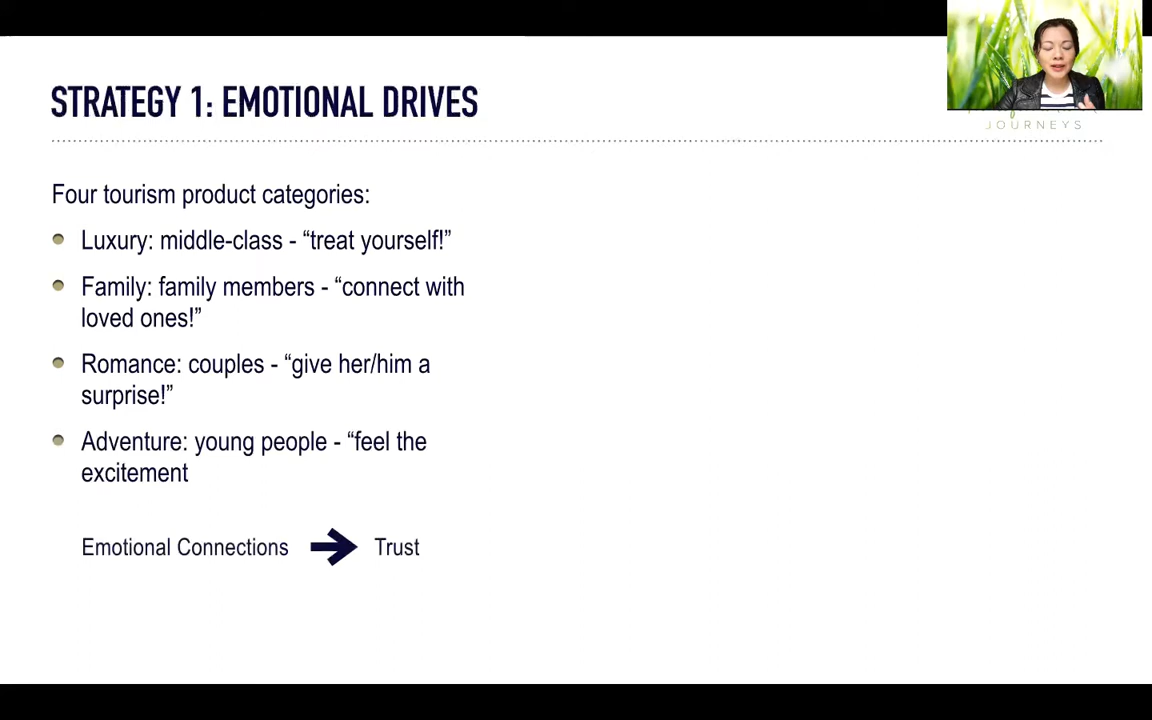 STRATEGY 1: EMOTIONAL DRIVES
JOURNEYS
Four tourism product categories:
Luxury: middle-class - “treat yourself!”
Family: family members - “connect with
loved ones!”
Romance: couples - “give her/him a
surprise!”
Adventure: young people - “feel the
excitement
Emotional Connections
Trust